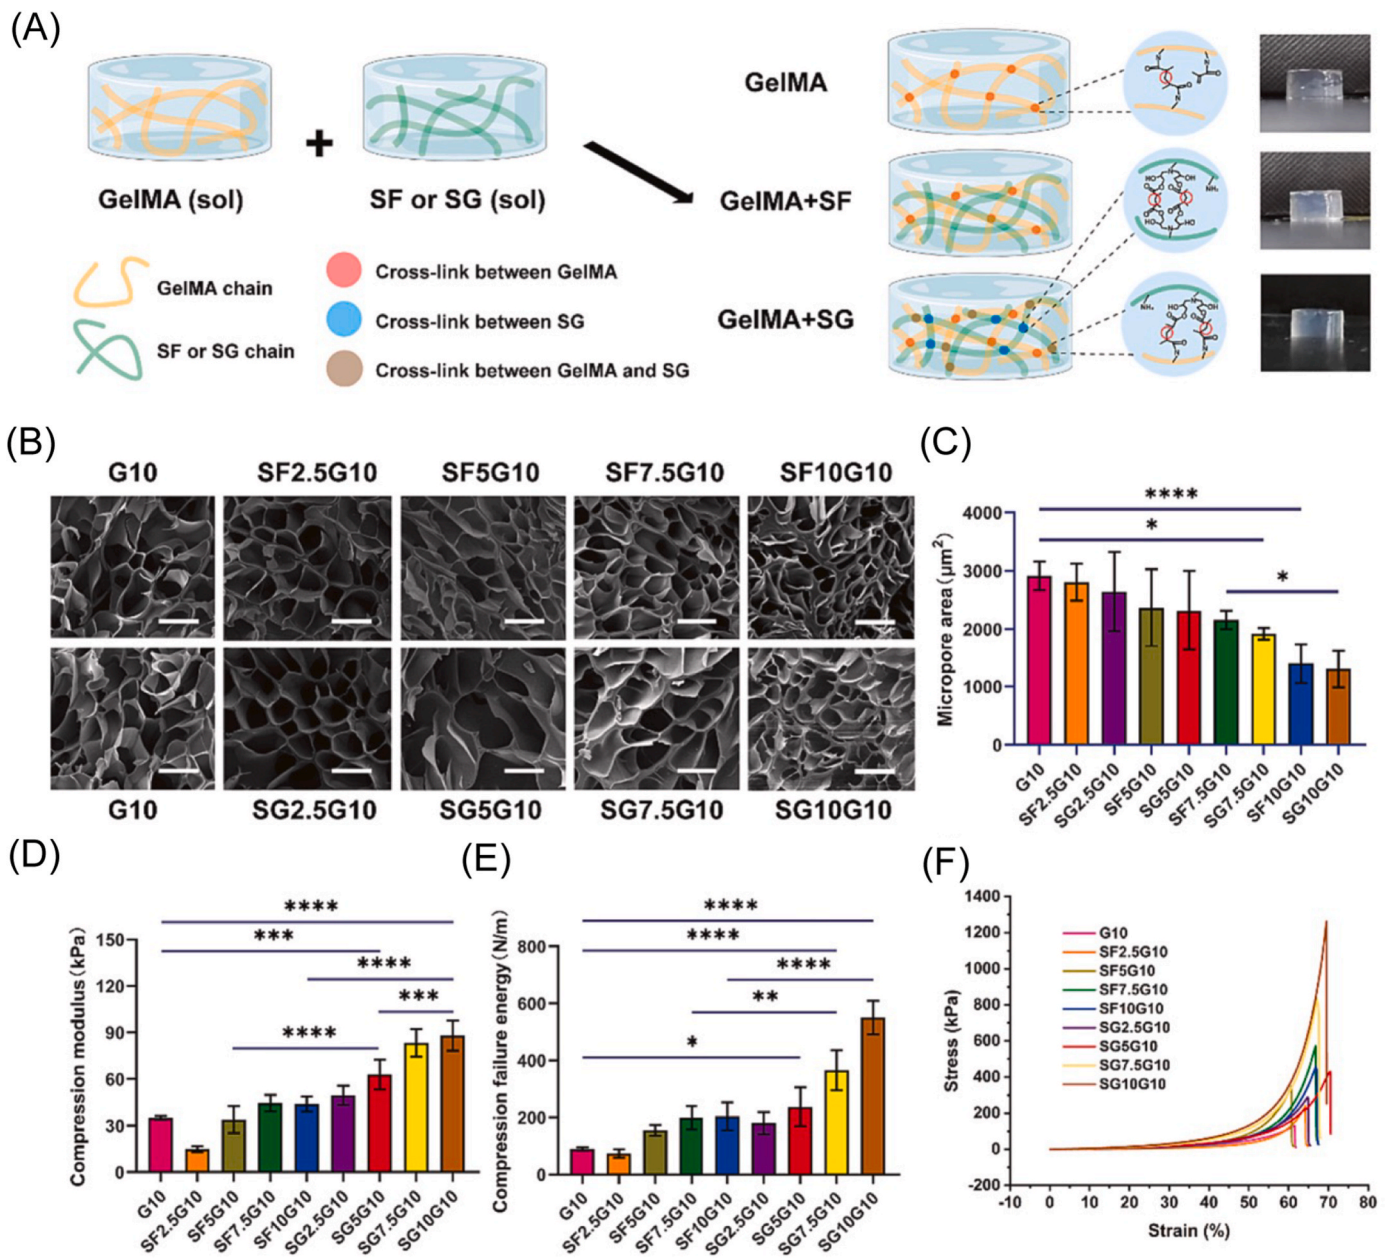 (A)
GelMA (sol)
+
SF or SG (sol)
GelMA chain
SF or SG chain
Cross-link between GelMA
Cross-link between SG
Cross-link between GelMA and SG
GelMA
GelMA+SF
GelMA+SG
(B)
G10 SF2.5G10 SF5G10 SF7.5G10 SF10G10
G10 SG2.5G10 SG5G10 SG7.5G10 SG10G10
(C)
Micropore area (μm²)
4000
3000
2000
1000
0
****
*
*
G10 SF2.5G10 SG2.5G10 SF5G10 SG5G10 SF7.5G10 SG7.5G10 SF10G10 SG10G10
(D)
Compression modulus (kPa)
150
120
90
60
30
0
****
***
****
***
****
G10 SF2.5G10 SF5G10 SF7.5G10 SF10G10 SG2.5G10 SG5G10 SG7.5G10 SG10G10
(E)
Compression failure energy (N/m)
800
600
400
200
0
****
****
****
**
*
G10 SF2.5G10 SF5G10 SF7.5G10 SF10G10 SG2.5G10 SG5G10 SG7.5G10 SG10G10
(F)
Stress (kPa)
1400
1200
1000
800
600
400
200
0
-200
G10
SF2.5G10
SF5G10
SF7.5G10
SF10G10
SG2.5G10
SG5G10
SG7.5G10
SG10G10
-10 0 10 20 30 40 50 60 70 80
Strain (%)